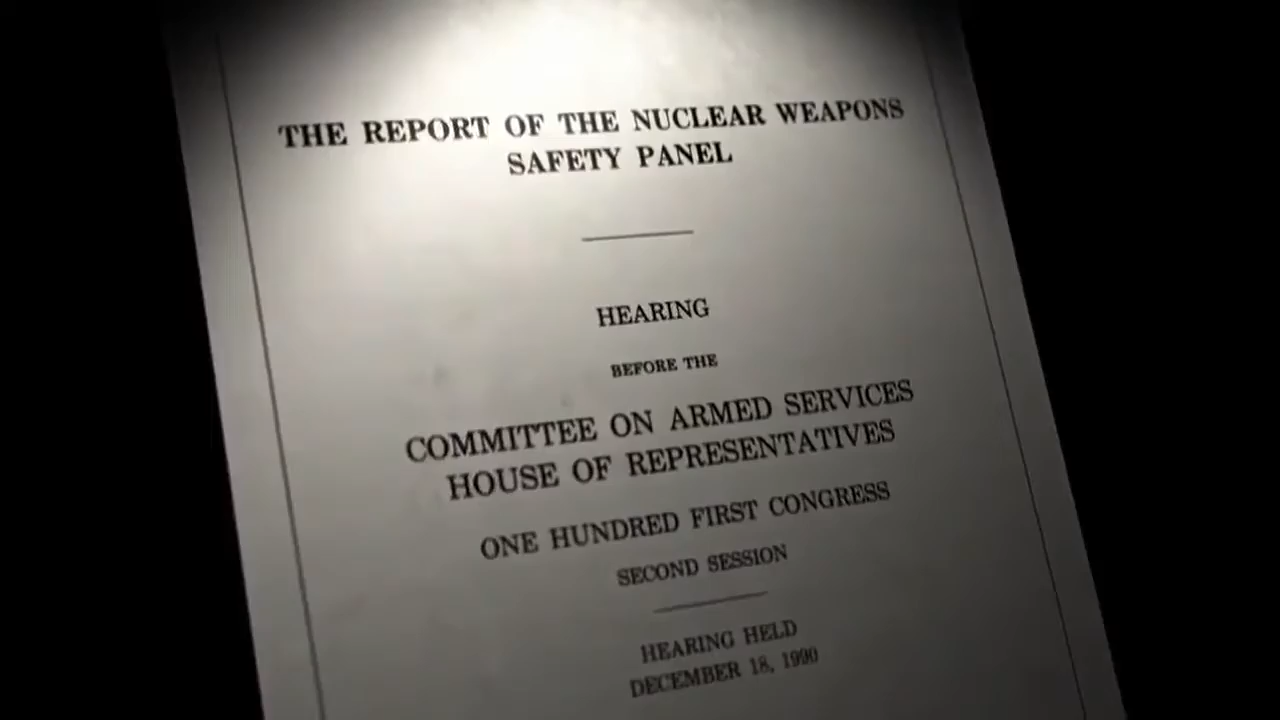 THE REPORT OF THE NUCLEAR WEAPONS
SAFETY PANEL
HEARING
BEFORE THE
COMMITTEE ON ARMED SERVICES
HOUSE OF REPRESENTATIVES
ONE HUNDRED FIRST CONGRESS
SECOND SESSION
HEARING HELD
DECEMBER 18, 1990